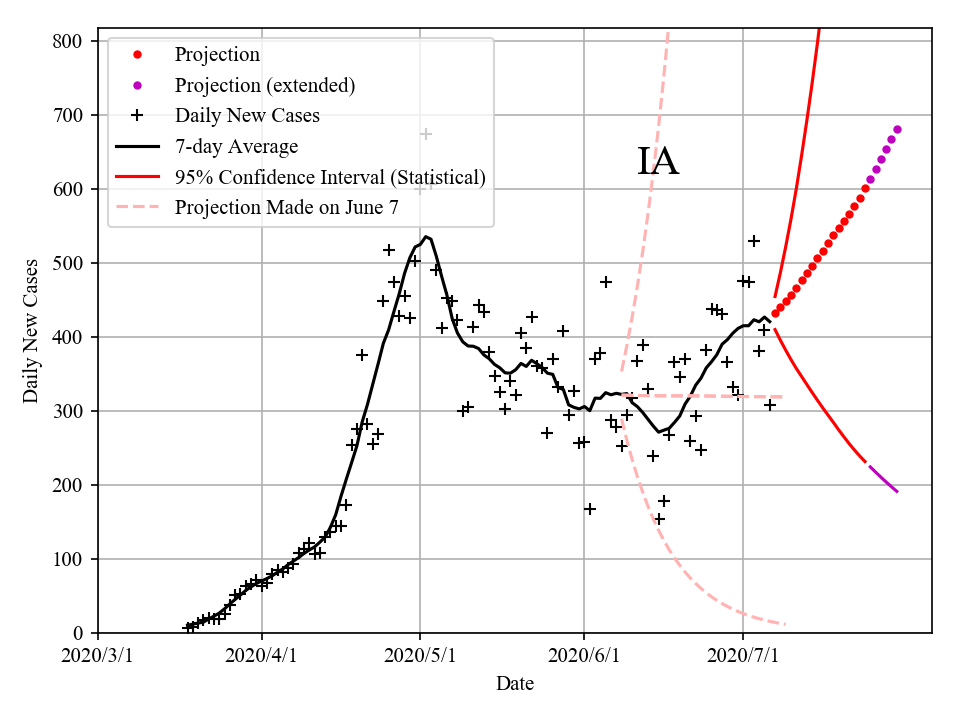 800
700
600
500
400
300
200
100
0
Daily New Cases
Projection
Projection (extended)
Daily New Cases
7-day Average
95% Confidence Interval (Statistical)
Projection Made on June 7
IA
2020/3/1 2020/4/1 2020/5/1 2020/6/1 2020/7/1
Date